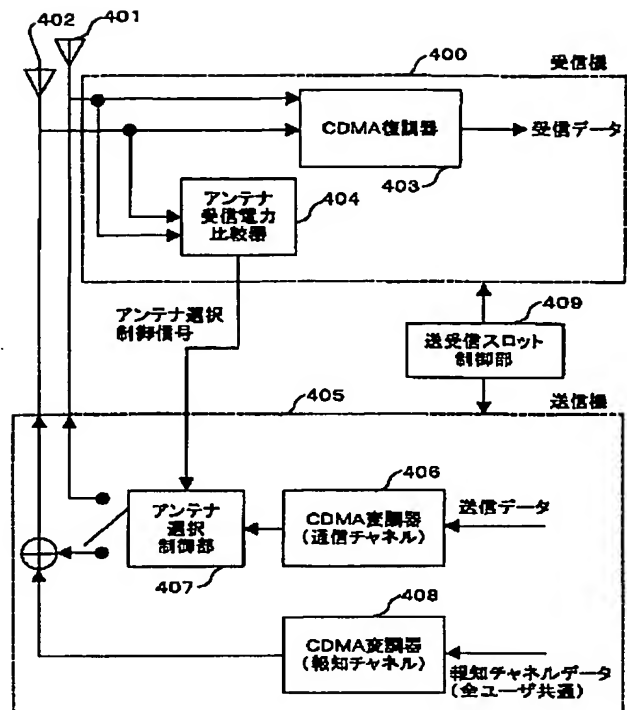 402
401
400
受信機
CDMA復調器
受信データ
403
アンテナ
受信電力
比較器
404
アンテナ選択
制御信号
409
送受信スロット
制御部
405
送信機
406
アンテナ
選択
制御部
CDMA変調器
(通信チャネル)
送信データ
407
408
CDMA変調器
(報知チャネル)
報知チャネルデータ
(全ユーザ共通)